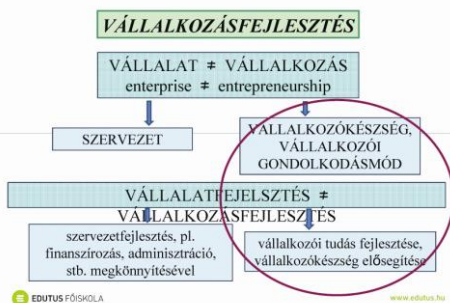 VÁLLALKOZÁSFEJLESZTÉS
VÁLLALAT ≠ VÁLLALKOZÁS
enterprise ≠ entrepreneurship
SZERVEZET
VÁLLALKOZÓKÉSZSÉG,
VÁLLALKOZÓI
GONDOLKODÁSMÓD
VÁLLALATFEJELSZTÉS ≠
VÁLLALKOZÁSFEJLESZTÉS
szervezetfejlesztés, pl.
finanszírozás, adminisztráció,
stb. megkönnyítésével
vállalkozói tudás fejlesztése,
vállalkozókészség elősegítése
EDUTUS FŐISKOLA
www.edutus.hu